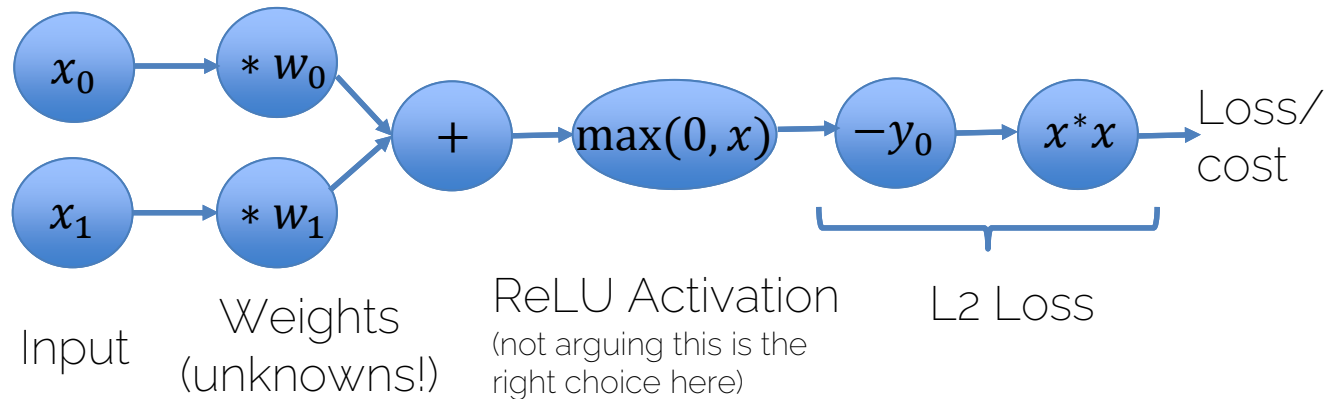 x₀
* w₀
x₁
* w₁
+
max(0, x)
−y₀
x*x
Loss/
cost
Input
Weights
(unknowns!)
ReLU Activation
(not arguing this is the
right choice here)
L2 Loss